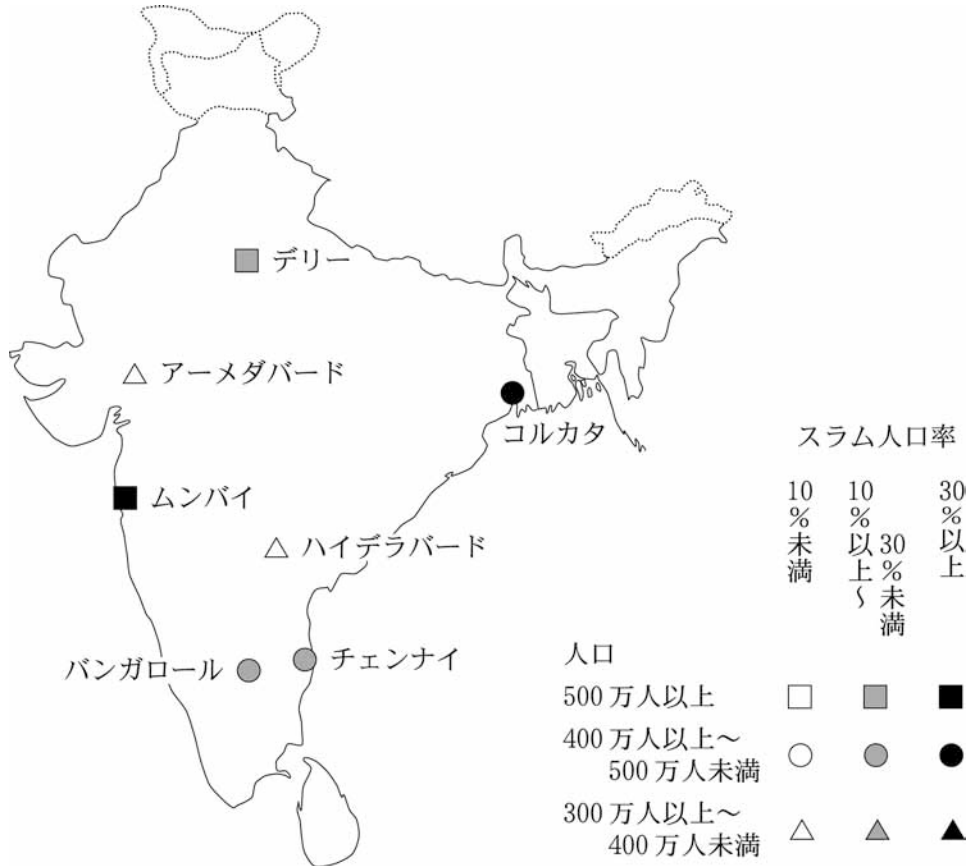 デリー
アーメダバード
コルカタ
ムンバイ
ハイデラバード
チェンナイ
バンガロール
スラム人口率
10%未満
10%以上〜
30%未満
30%以上
人口
500万人以上
400万人以上〜
500万人未満
300万人以上〜
400万人未満